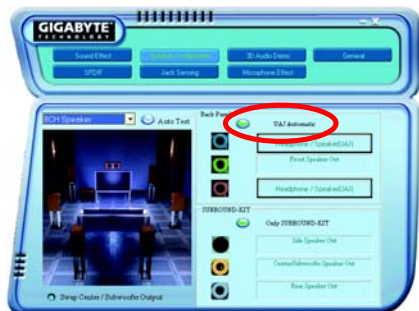 GIGABYTE
TECHNOLOGY
Sound Effect
Speaker Configuration
3D Audio Demo
General
SPDIF
Jack Sensing
Microphone Effect
8CH Speaker
Auto Test
Back Panel
UAJ Automatic
Headphone / Speaker(UAJ)
Front Speaker Out
Headphone / Speaker(UAJ)
SURROUND-KIT
Only SURROUND-KIT
Side Speaker Out
Center/Subwoofer Speaker Out
Rear Speaker Out
Swap Center / Subwoofer Output